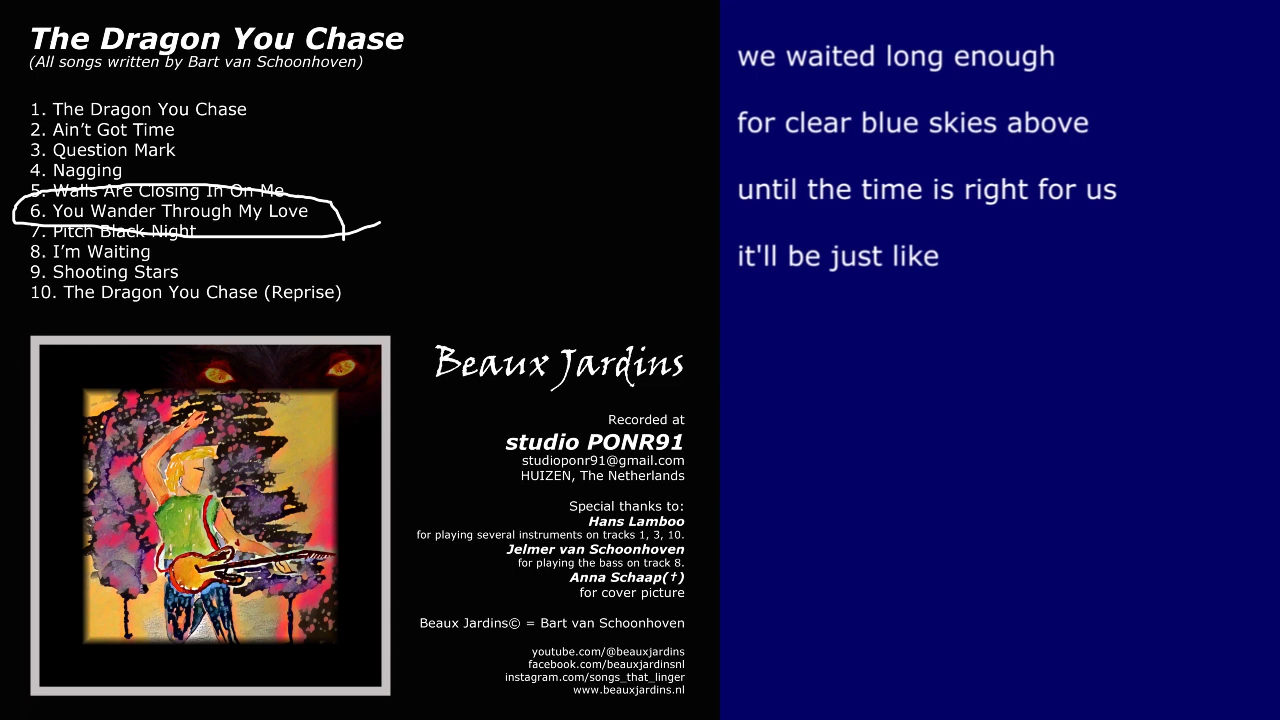 The Dragon You Chase
(All songs written by Bart van Schoonhoven)
1. The Dragon You Chase
2. Ain’t Got Time
3. Question Mark
4. Nagging
5. Walls Are Closing In On Me
6. You Wander Through My Love
7. Pitch Black Night
8. I’m Waiting
9. Shooting Stars
10. The Dragon You Chase (Reprise)
Beaux Jardins
Recorded at
studio PONR91
studioponr91@gmail.com
HUIZEN, The Netherlands
Special thanks to:
Hans Lamboo
for playing several instruments on tracks 1, 3, 10.
Jelmer van Schoonhoven
for playing the bass on track 8.
Anna Schaap(†)
for cover picture
Beaux Jardins© = Bart van Schoonhoven
youtube.com/@beauxjardins
facebook.com/beauxjardinsnl
instagram.com/songs_that_linger
www.beauxjardins.nl
we waited long enough
for clear blue skies above
until the time is right for us
it'll be just like